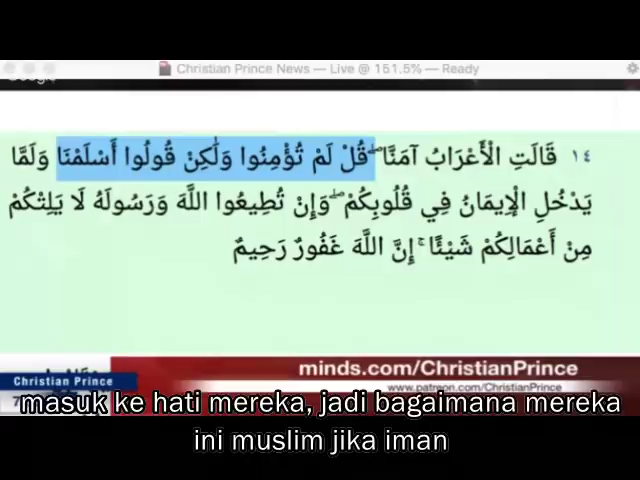 Christian Prince News — Live @ 151.5% — Ready
١٤ قَالَتِ الْأَعْرَابُ آمَنَّا ۖ قُلْ لَمْ تُؤْمِنُوا وَلَٰكِنْ قُولُوا أَسْلَمْنَا وَلَمَّا
يَدْخُلِ الْإِيمَانُ فِي قُلُوبِكُمْ ۖ وَإِنْ تُطِيعُوا اللَّهَ وَرَسُولَهُ لَا يَلِتْكُمْ
مِنْ أَعْمَالِكُمْ شَيْئًا ۚ إِنَّ اللَّهَ غَفُورٌ رَحِيمٌ
minds.com/ChristianPrince
Christian Prince
www.patreon.com/ChristianPrince
masuk ke hati mereka, jadi bagaimana mereka
ini muslim jika iman